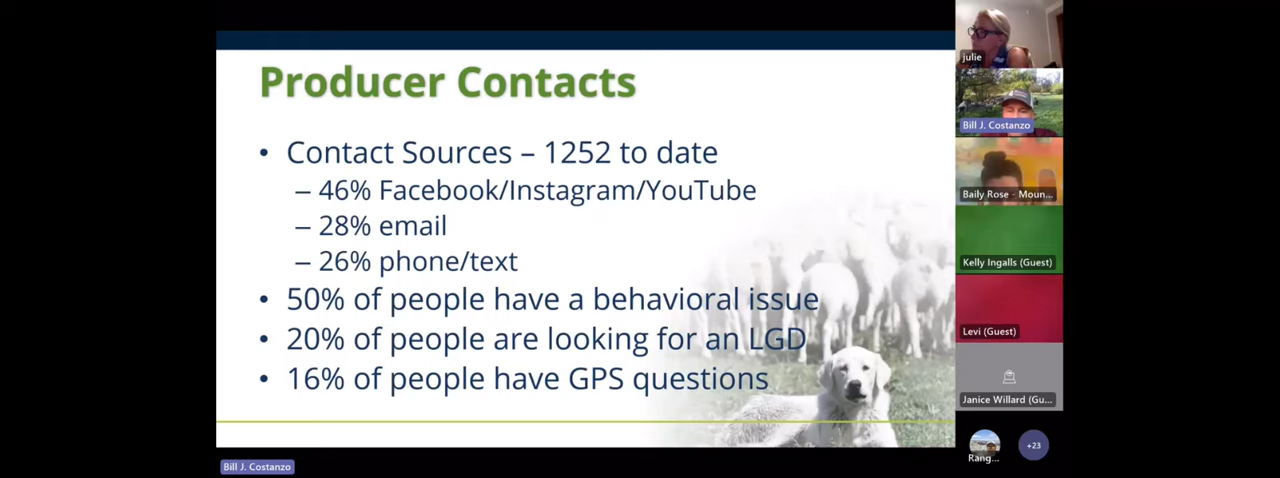 Producer Contacts
• Contact Sources – 1252 to date
– 46% Facebook/Instagram/YouTube
– 28% email
– 26% phone/text
• 50% of people have a behavioral issue
• 20% of people are looking for an LGD
• 16% of people have GPS questions
Bill J. Costanzo
julie
Bill J. Costanzo
Baily Rose - Moun...
Kelly Ingalls (Guest)
Levi (Guest)
Janice Willard (Gu...
Rang...
+23